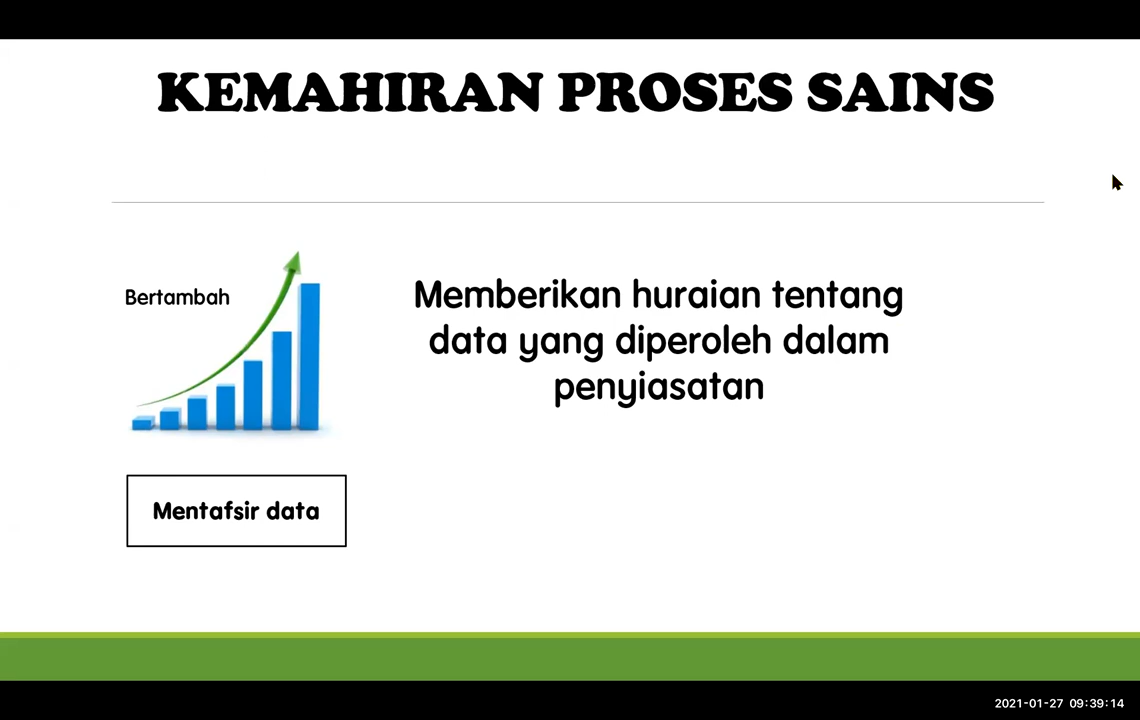 KEMAHIRAN PROSES SAINS
Bertambah
Memberikan huraian tentang
data yang diperoleh dalam
penyiasatan
Mentafsir data
2021-01-27 09:39:14